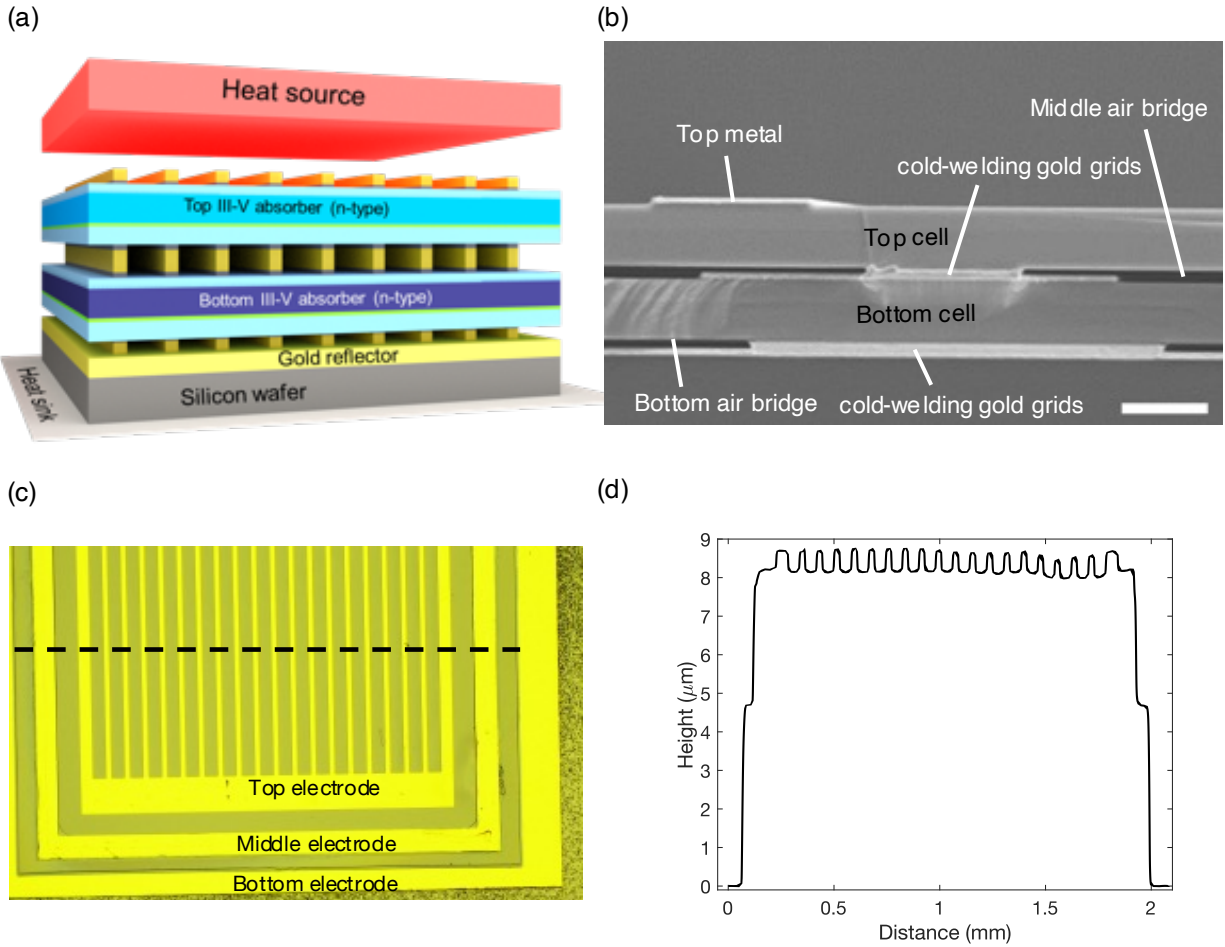 (a)
Heat source
Top III-V absorber (n-type)
Bottom III-V absorber (n-type)
Gold reflector
Silicon wafer
Heat sink
(b)
Middle air bridge
Top metal
cold-welding gold grids
Top cell
Bottom cell
Bottom air bridge
cold-welding gold grids
(c)
Top electrode
Middle electrode
Bottom electrode
(d)
9
8
7
6
5
4
3
2
1
0
Height (μm)
0
0.5
1
1.5
2
Distance (mm)